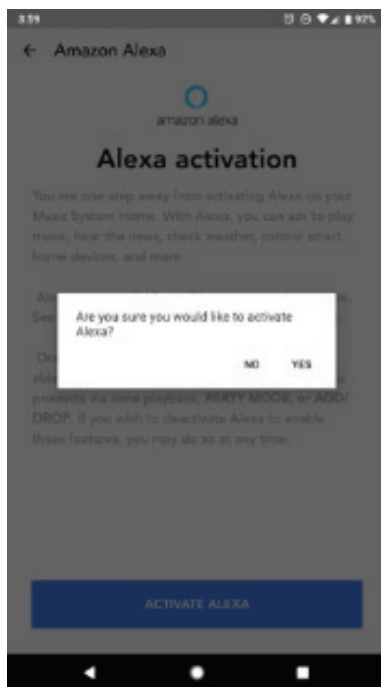 3:59
92%
Amazon Alexa
amazon alexa
Alexa activation
You are one step away from activating Alexa on your
Music System Home. With Alexa, you can ask to play
music, hear the news, check weather, control smart
home devices, and more.
See
Are you sure you would like to activate
Alexa?
NO YES
products via zone playback, PARTY MODE, or ADD/
DROP. If you wish to deactivate Alexa to enable
these features, you may do so at any time.
ACTIVATE ALEXA